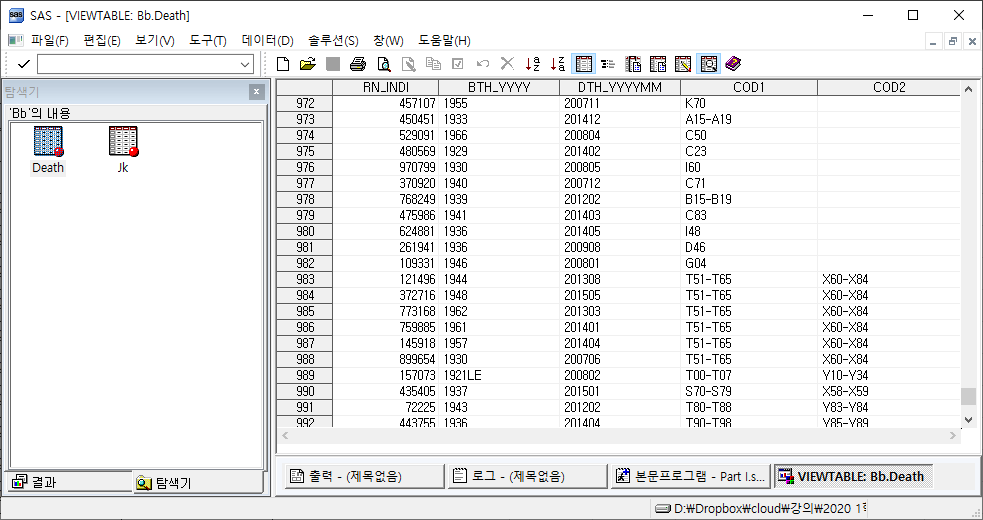 SAS - [VIEWTABLE: Bb.Death]
파일(F) 편집(E) 보기(V) 도구(T) 데이터(D) 솔루션(S) 창(W) 도움말(H)
탐색기
'Bb'의 내용
Death Jk
RN_INDI BTH_YYYY DTH_YYYYMM COD1 COD2
972 457107 1955 200711 K70
973 450451 1933 201412 A15-A19
974 529091 1966 200804 C50
975 480569 1929 201402 C23
976 970799 1930 200805 I60
977 370920 1940 200712 C71
978 768249 1939 201202 B15-B19
979 475986 1941 201403 C83
980 624881 1936 201405 I48
981 261941 1936 200908 D46
982 109331 1946 200801 G04
983 121496 1944 201308 T51-T65 X60-X84
984 372716 1948 201505 T51-T65 X60-X84
985 773168 1962 201303 T51-T65 X60-X84
986 759885 1961 201401 T51-T65 X60-X84
987 145918 1957 201404 T51-T65 X60-X84
988 899654 1930 200706 T51-T65 X60-X84
989 157073 1921LE 200802 T00-T07 Y10-Y34
990 435405 1937 201501 S70-S79 X58-X59
991 72225 1943 201202 T80-T88 Y83-Y84
992 443755 1936 201404 T90-T98 Y85-Y89
결과 탐색기
출력 - (제목없음) 로그 - (제목없음) 본문프로그램 - Part I.s... VIEWTABLE: Bb.Death
D:₩Dropbox₩cloud₩강의₩2020 1